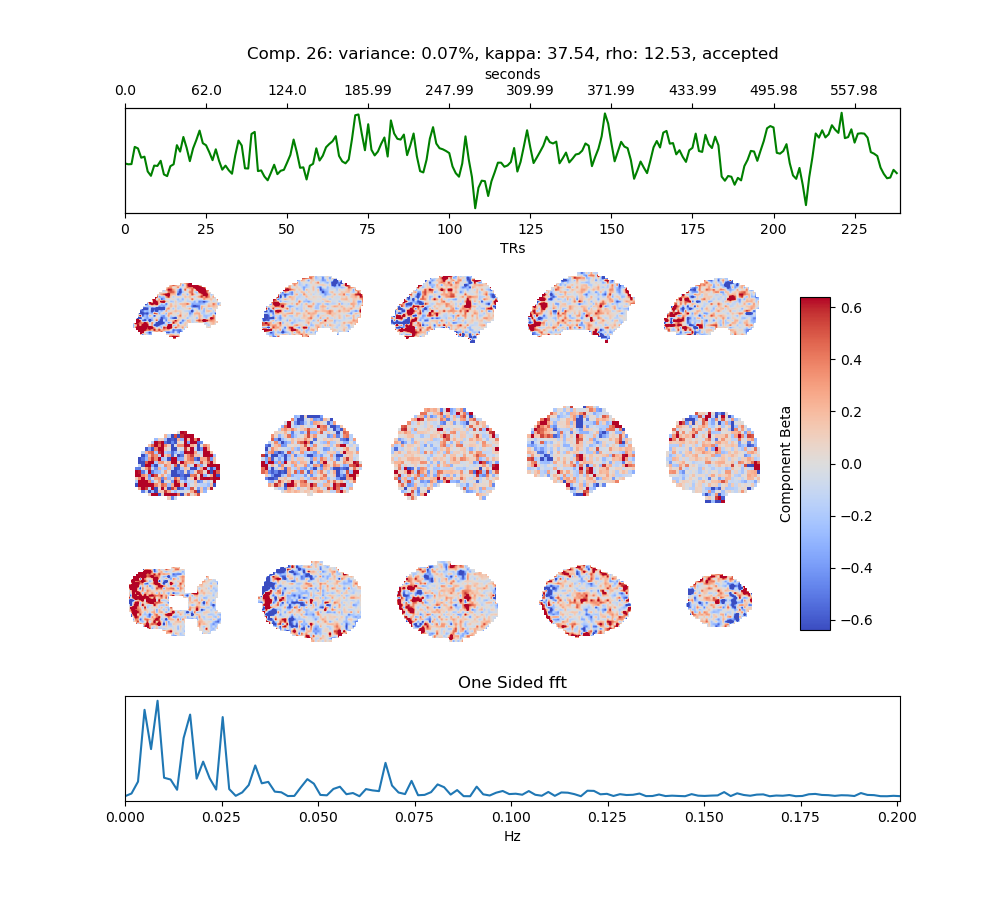 Comp. 26: variance: 0.07%, kappa: 37.54, rho: 12.53, accepted
seconds
0.0 62.0 124.0 185.99 247.99 309.99 371.99 433.99 495.98 557.98
0 25 50 75 100 125 150 175 200 225
TRs
0.6
0.4
0.2
0.0
−0.2
−0.4
−0.6
Component Beta
One Sided fft
0.000 0.025 0.050 0.075 0.100 0.125 0.150 0.175 0.200
Hz